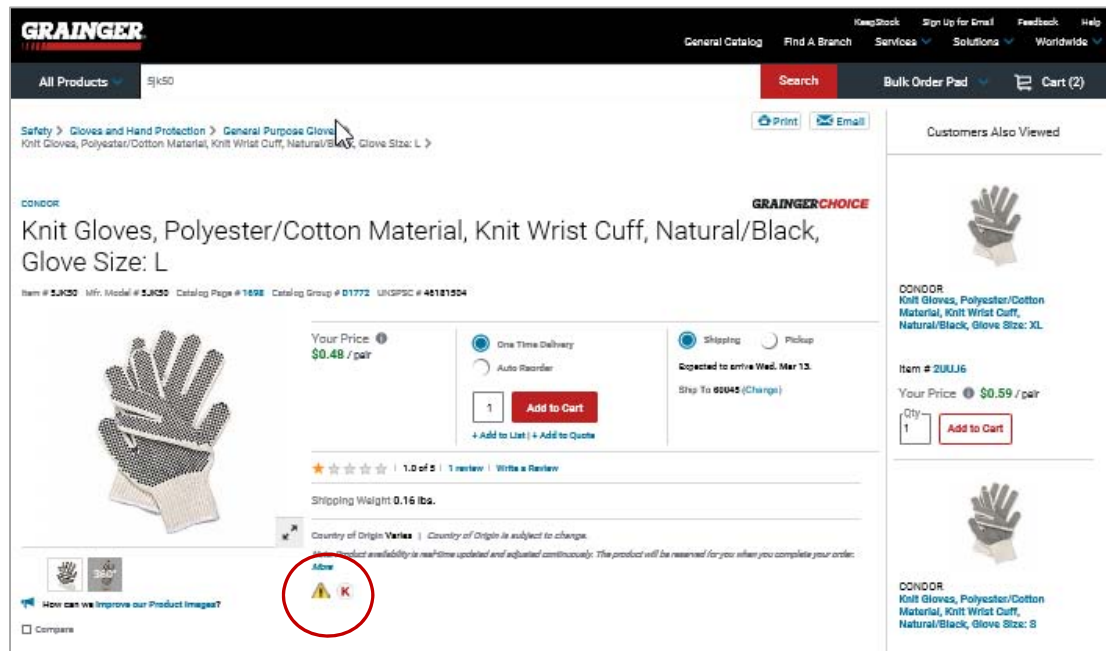 GRAINGER
KeepStock Sign Up for Email Feedback Help
General Catalog Find A Branch Services Solutions Worldwide
All Products 5jk50 Search Bulk Order Pad Cart (2)
Print Email
Safety > Gloves and Hand Protection > General Purpose Glove
Knit Gloves, Polyester/Cotton Material, Knit Wrist Cuff, Natural/Black, Glove Size: L >
CONDOR
GRAINGERCHOICE
Knit Gloves, Polyester/Cotton Material, Knit Wrist Cuff, Natural/Black,
Glove Size: L
Item # 5JK50 Mfr. Model # 5JK50 Catalog Page # 1698 Catalog Group # D1772 UNSPSC # 46181504
Your Price
$0.48 / pair
One Time Delivery
Auto Reorder
1 Add to Cart
+ Add to List | + Add to Quote
Shipping Pickup
Expected to arrive Wed. Mar 13.
Ship To 60045 (Change)
1.0 of 5 | 1 review | Write a Review
Shipping Weight 0.16 lbs.
Country of Origin Varies | Country of Origin is subject to change.
Note: Product availability is real-time updated and adjusted continuously. The product will be reserved for you when you complete your order.
More
K
360°
How can we improve our Product Images?
Compare
Customers Also Viewed
CONDOR
Knit Gloves, Polyester/Cotton
Material, Knit Wrist Cuff,
Natural/Black, Glove Size: XL
Item # 2UUJ6
Your Price $0.59 / pair
Qty
1 Add to Cart
CONDOR
Knit Gloves, Polyester/Cotton
Material, Knit Wrist Cuff,
Natural/Black, Glove Size: S